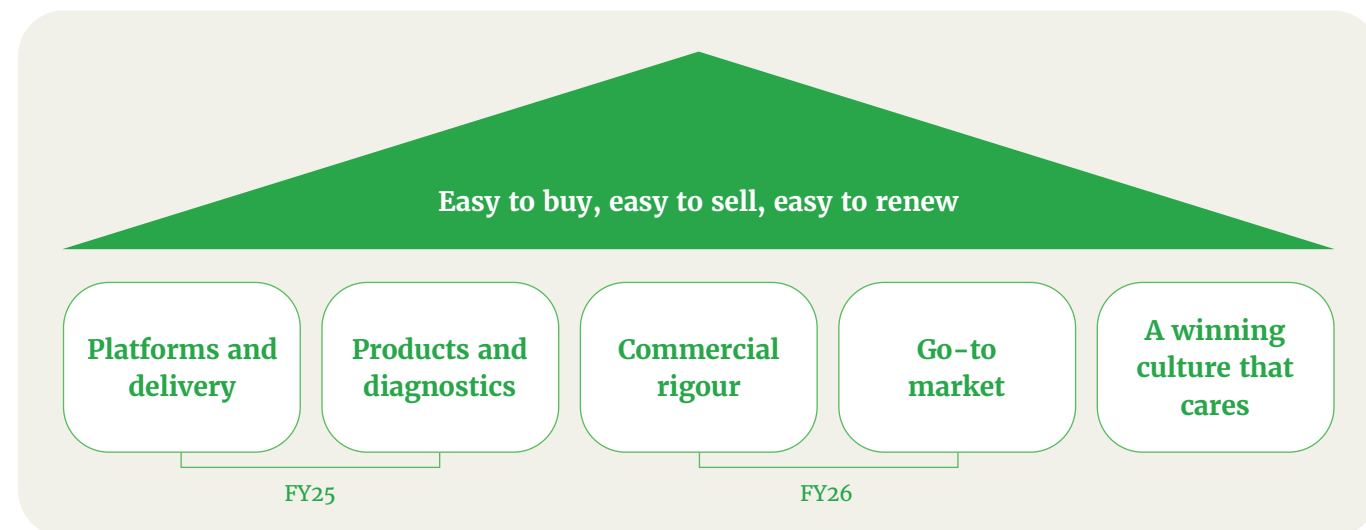 Easy to buy, easy to sell, easy to renew
Platforms and
delivery
Products and
diagnostics
Commercial
rigour
Go-to
market
A winning
culture that
cares
FY25
FY26